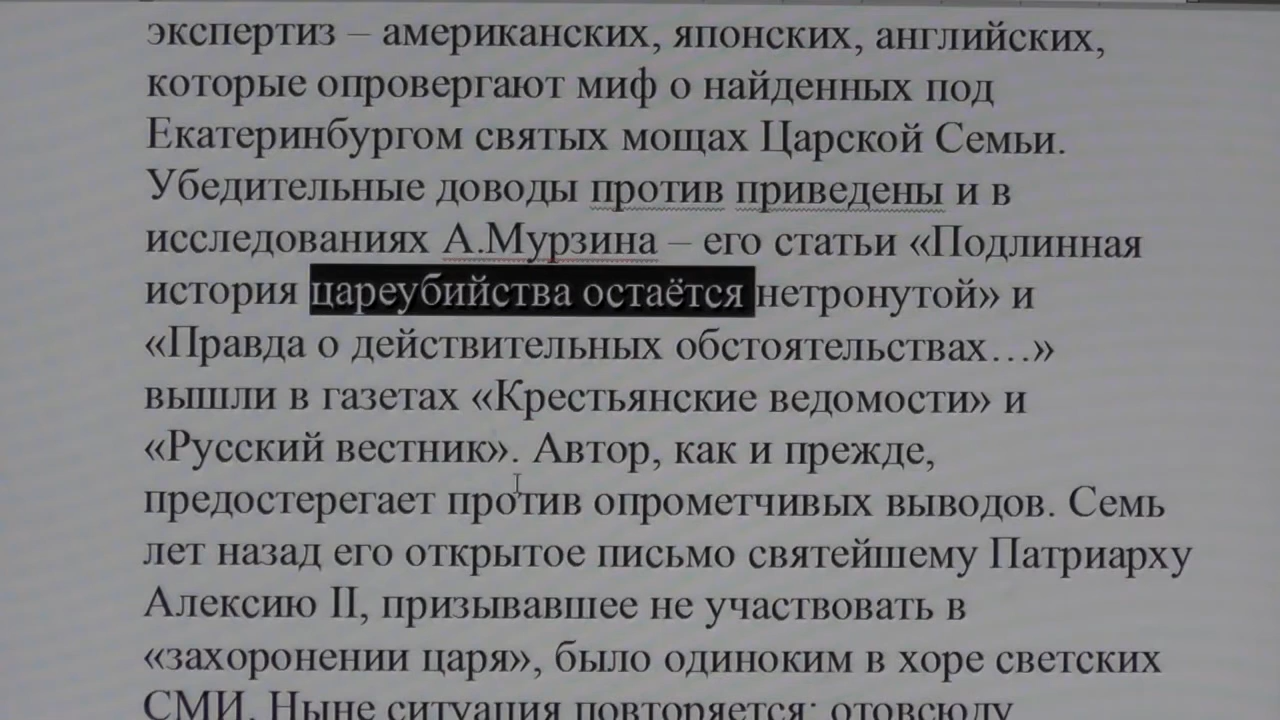 экспертиз – американских, японских, английских,
которые опровергают миф о найденных под
Екатеринбургом святых мощах Царской Семьи.
Убедительные доводы против приведены и в
исследованиях А.Мурзина – его статьи «Подлинная
история цареубийства остаётся нетронутой» и
«Правда о действительных обстоятельствах…»
вышли в газетах «Крестьянские ведомости» и
«Русский вестник». Автор, как и прежде,
предостерегает против опрометчивых выводов. Семь
лет назад его открытое письмо святейшему Патриарху
Алексию II, призывавшее не участвовать в
«захоронении царя», было одиноким в хоре светских
СМИ. Ныне ситуация повторяется: отовсюду